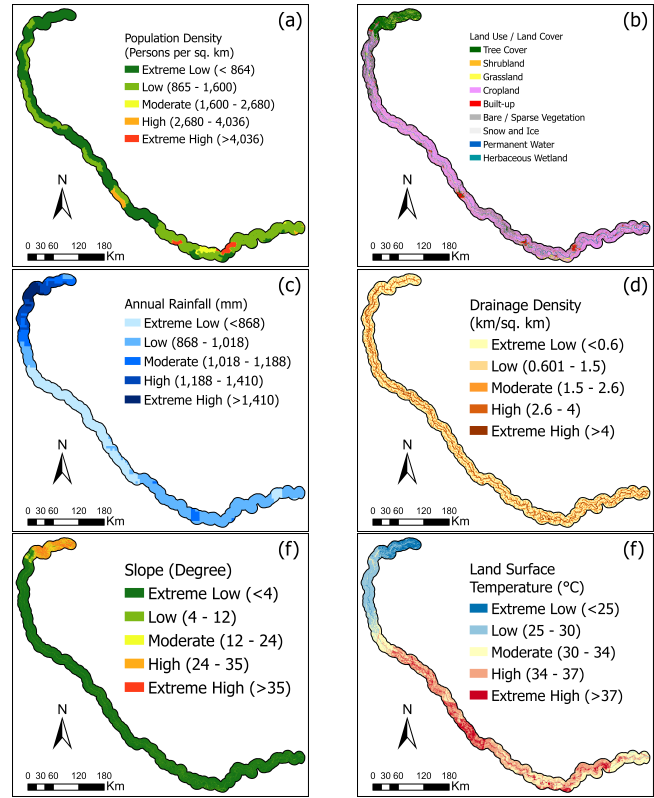 (a)
Population Density
(Persons per sq. km)
Extreme Low (< 864)
Low (865 - 1,600)
Moderate (1,600 - 2,680)
High (2,680 - 4,036)
Extreme High (>4,036)
N
0 30 60 120 180
Km
(b)
Land Use / Land Cover
Tree Cover
Shrubland
Grassland
Cropland
Built-up
Bare / Sparse Vegetation
Snow and Ice
Permanent Water
Herbaceous Wetland
N
0 30 60 120 180
Km
(c)
Annual Rainfall (mm)
Extreme Low (<868)
Low (868 - 1,018)
Moderate (1,018 - 1,188)
High (1,188 - 1,410)
Extreme High (>1,410)
N
0 30 60 120 180
Km
(d)
Drainage Density
(km/sq. km)
Extreme Low (<0.6)
Low (0.601 - 1.5)
Moderate (1.5 - 2.6)
High (2.6 - 4)
Extreme High (>4)
N
0 30 60 120 180
Km
(f)
Slope (Degree)
Extreme Low (<4)
Low (4 - 12)
Moderate (12 - 24)
High (24 - 35)
Extreme High (>35)
N
0 30 60 120 180
Km
(f)
Land Surface
Temperature (°C)
Extreme Low (<25)
Low (25 - 30)
Moderate (30 - 34)
High (34 - 37)
Extreme High (>37)
N
0 30 60 120 180
Km